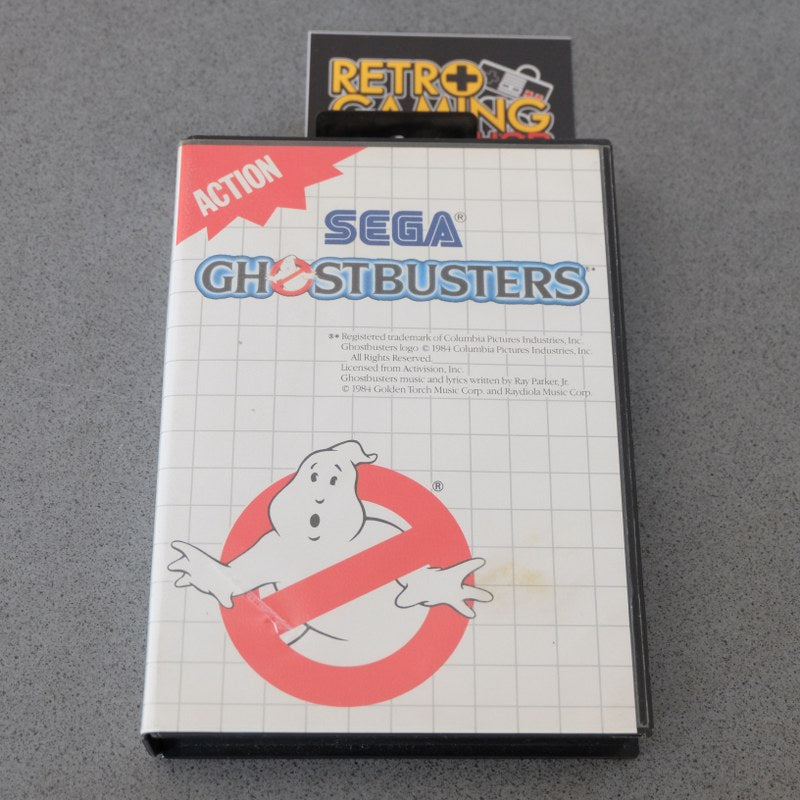 RETRO
GAMING
SHOP
ACTION
SEGA®
GHOSTBUSTERS
®* Registered trademark of Columbia Pictures Industries, Inc.
Ghostbusters logo © 1984 Columbia Pictures Industries, Inc.
All Rights Reserved.
Licensed from Activision, Inc.
Ghostbusters music and lyrics written by Ray Parker, Jr.
© 1984 Golden Torch Music Corp. and Raydiola Music Corp.
®